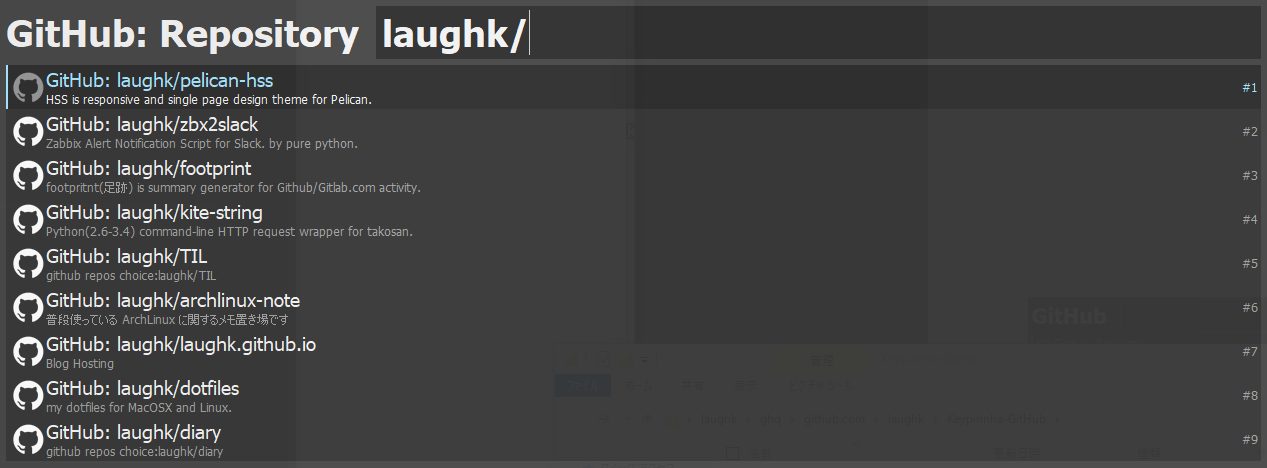 GitHub: Repository laughk/
GitHub: laughk/pelican-hss
HSS is responsive and single page design theme for Pelican.
#1
GitHub: laughk/zbx2slack
Zabbix Alert Notification Script for Slack. by pure python.
#2
GitHub: laughk/footprint
footpritnt(足跡) is summary generator for Github/Gitlab.com activity.
#3
GitHub: laughk/kite-string
Python(2.6-3.4) command-line HTTP request wrapper for takosan.
#4
GitHub: laughk/TIL
github repos choice:laughk/TIL
#5
GitHub: laughk/archlinux-note
普段使っている ArchLinux に関するメモ置き場です
#6
GitHub: laughk/laughk.github.io
Blog Hosting
#7
GitHub: laughk/dotfiles
my dotfiles for MacOSX and Linux.
#8
GitHub: laughk/diary
github repos choice:laughk/diary
#9
GitHub
ファイル